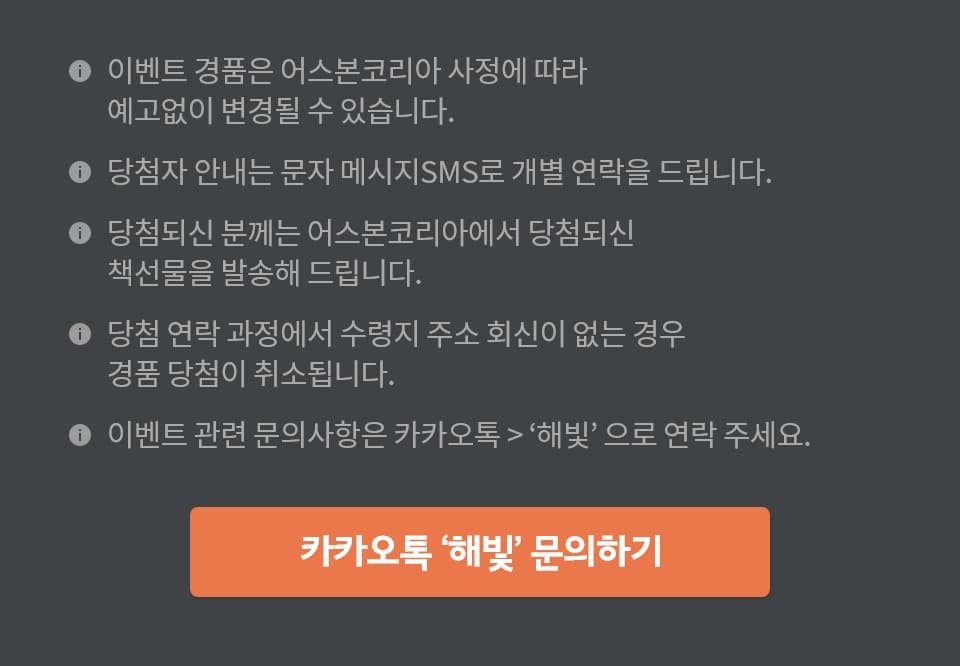 이벤트 경품은 어스본코리아 사정에 따라
예고없이 변경될 수 있습니다.
당첨자 안내는 문자 메시지SMS로 개별 연락을 드립니다.
당첨되신 분께는 어스본코리아에서 당첨되신
책선물을 발송해 드립니다.
당첨 연락 과정에서 수령지 주소 회신이 없는 경우
경품 당첨이 취소됩니다.
이벤트 관련 문의사항은 카카오톡 > ‘해빛’ 으로 연락 주세요.
카카오톡 ‘해빛’ 문의하기